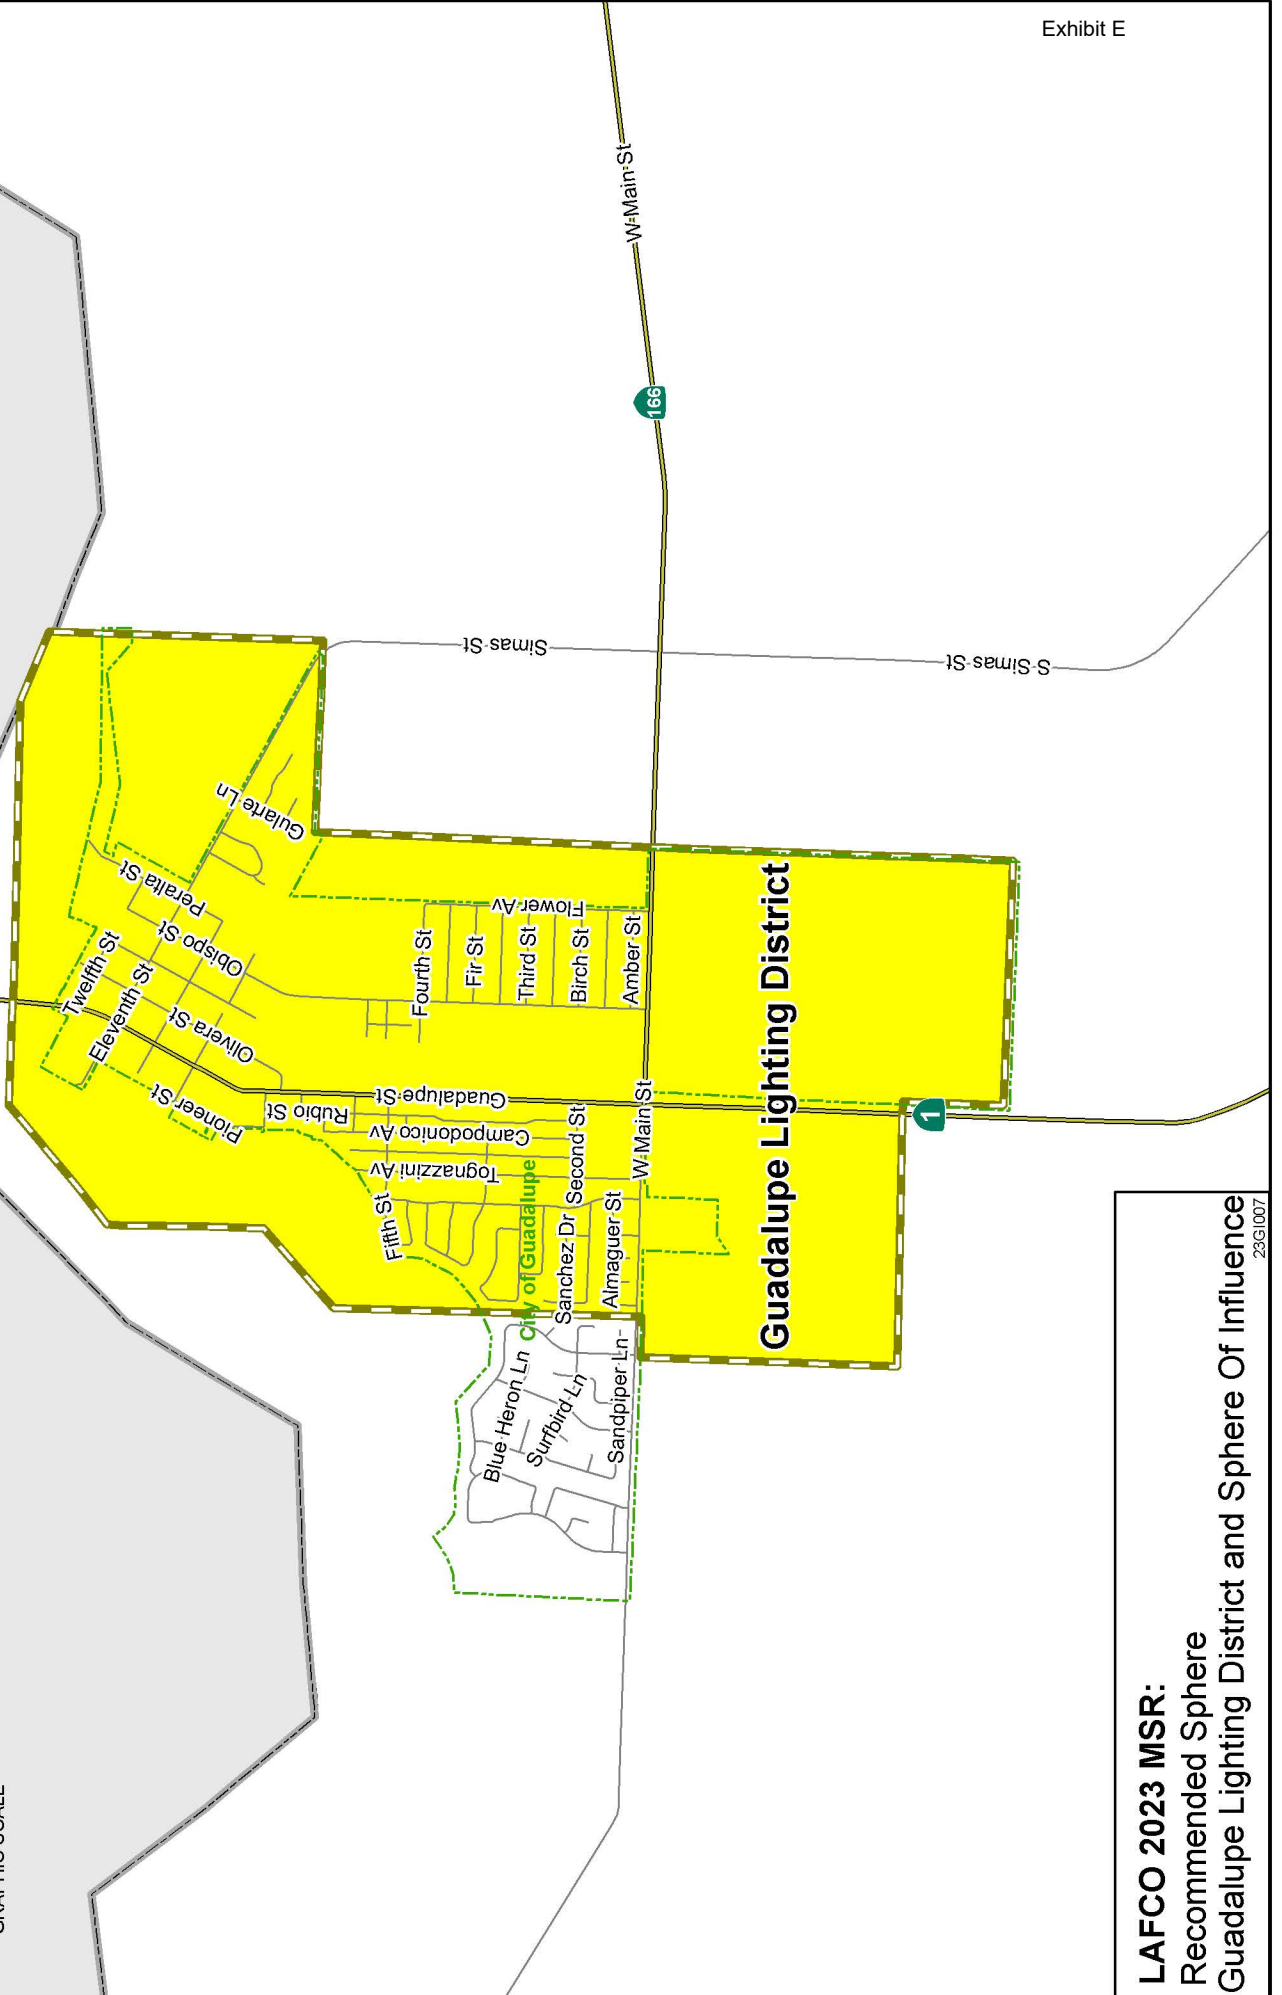 Exhibit E
W Main St
166
Simas St
S Simas St
Gularte Ln
Peralta St
Obispo St
Twelfth St
Eleventh St
Olivera St
Pioneer St
Rubio St
Guadalupe St
Campodonico Av
Tognazzini Av
Fifth St
Flower Av
Fourth St
Fir St
Third St
Birch St
Amber St
Second St
W Main St
Sanchez Dr
Almaguer St
City of Guadalupe
Blue Heron Ln
Surfbird Ln
Sandpiper Ln
Guadalupe Lighting District
1
LAFCO 2023 MSR:
Recommended Sphere
Guadalupe Lighting District and Sphere Of Influence
23GI007